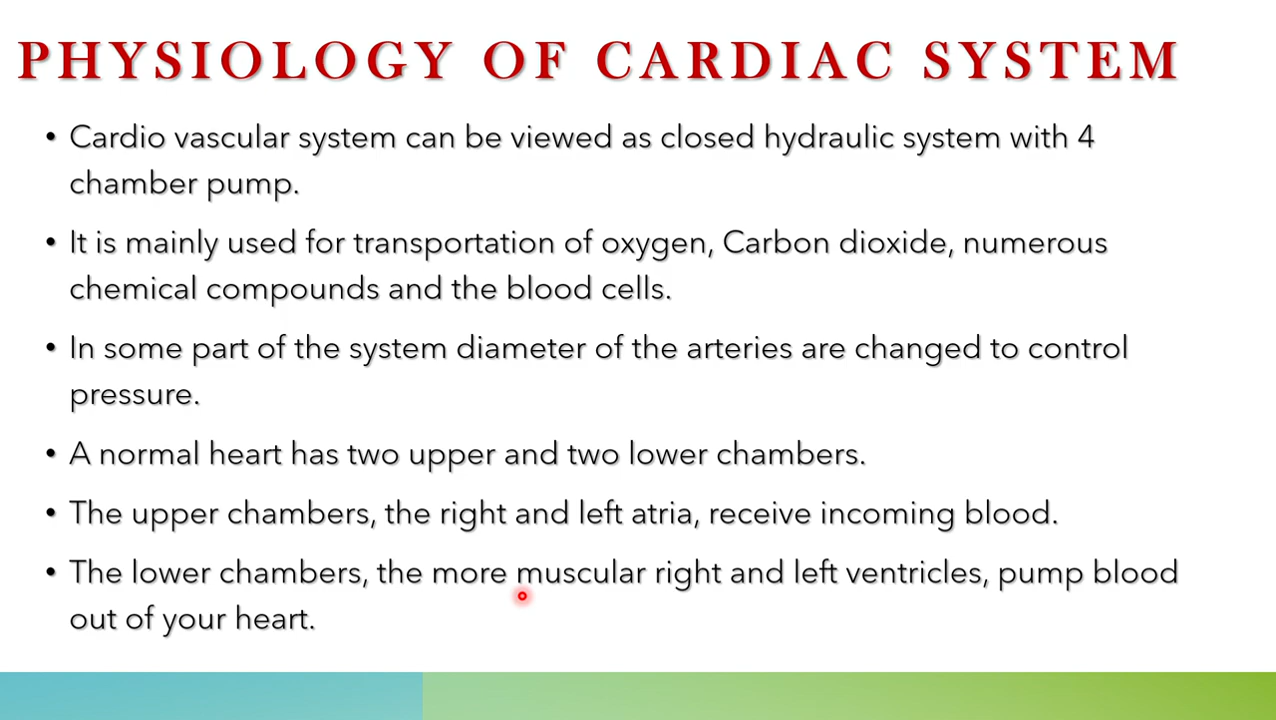 PHYSIOLOGY OF CARDIAC SYSTEM
• Cardio vascular system can be viewed as closed hydraulic system with 4
chamber pump.
• It is mainly used for transportation of oxygen, Carbon dioxide, numerous
chemical compounds and the blood cells.
• In some part of the system diameter of the arteries are changed to control
pressure.
• A normal heart has two upper and two lower chambers.
• The upper chambers, the right and left atria, receive incoming blood.
• The lower chambers, the more muscular right and left ventricles, pump blood
out of your heart.